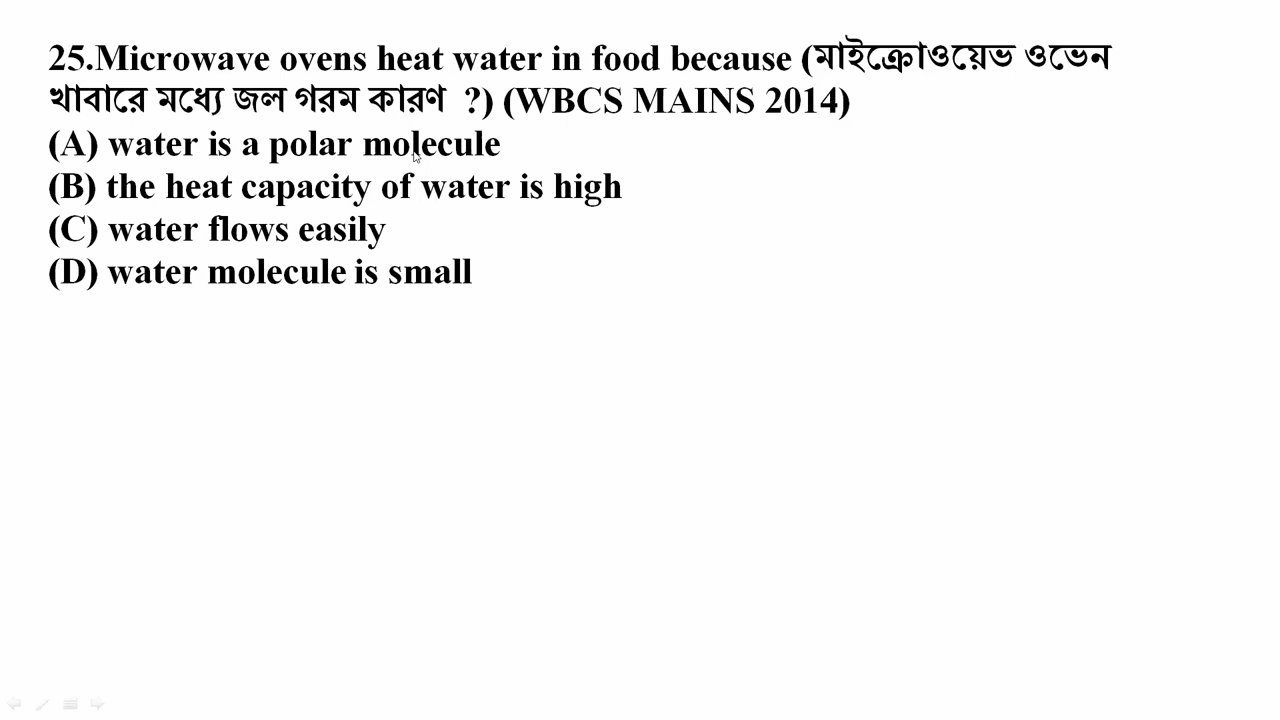 25.Microwave ovens heat water in food because (মাইক্রোওয়েভ ওভেন
খাবারে মধ্যে জল গরম কারণ ?) (WBCS MAINS 2014)
(A) water is a polar molecule
(B) the heat capacity of water is high
(C) water flows easily
(D) water molecule is small